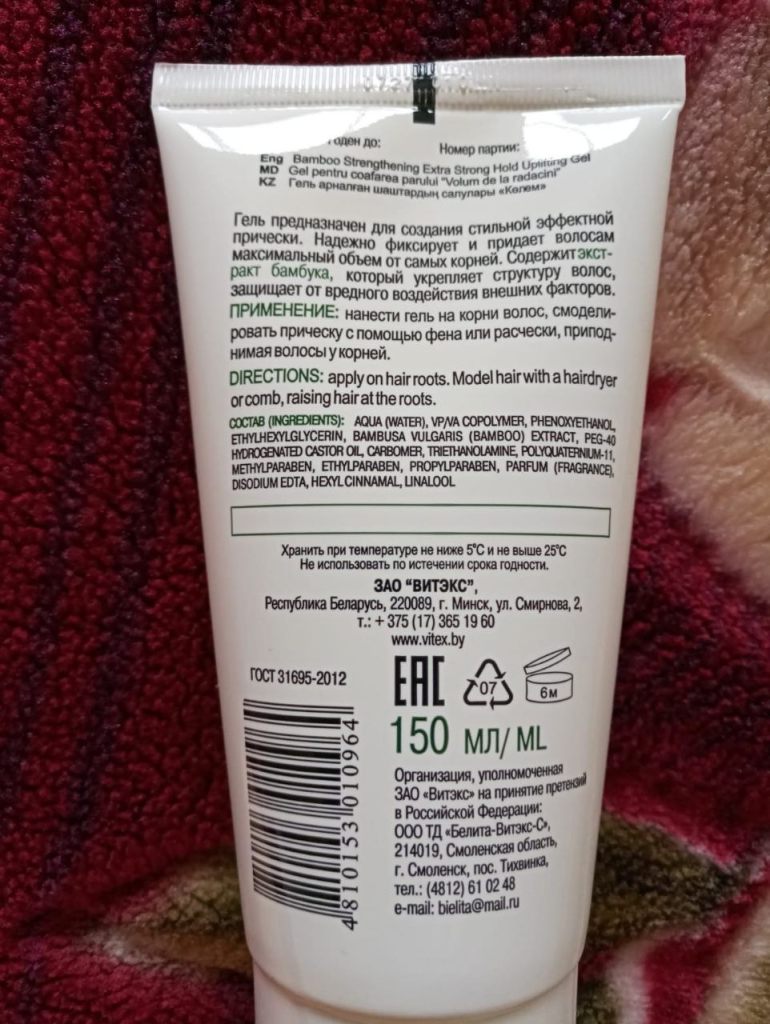 годен до:
Номер партии:
Eng Bamboo Strengthening Extra Strong Hold Uplifting Gel
MD Gel pentru coafarea parului "Volum de la radacini"
KZ Гель арналған шаштардың салулары «Көлем»
Гель предназначен для создания стильной эффектной
прически. Надежно фиксирует и придает волосам
максимальный объем от самых корней. Содержит экст-
ракт бамбука, который укрепляет структуру волос,
защищает от вредного воздействия внешних факторов.
ПРИМЕНЕНИЕ: нанести гель на корни волос, смодели-
ровать прическу с помощью фена или расчески, припод-
нимая волосы у корней.
DIRECTIONS: apply on hair roots. Model hair with a hairdryer
or comb, raising hair at the roots.
СОСТАВ (INGREDIENTS): AQUA (WATER), VP/VA COPOLYMER, PHENOXYETHANOL,
ETHYLHEXYLGLYCERIN, BAMBUSA VULGARIS (BAMBOO) EXTRACT, PEG-40
HYDROGENATED CASTOR OIL, CARBOMER, TRIETHANOLAMINE, POLYQUATERNIUM-11,
METHYLPARABEN, ETHYLPARABEN, PROPYLPARABEN, PARFUM (FRAGRANCE),
DISODIUM EDTA, HEXYL CINNAMAL, LINALOOL
Хранить при температуре не ниже 5°С и не выше 25°С
Не использовать по истечении срока годности.
ЗАО "ВИТЭКС",
Республика Беларусь, 220089, г. Минск, ул. Смирнова, 2,
т.: + 375 (17) 365 19 60
www.vitex.by
ГОСТ 31695-2012
ЕАС
07
6 м
150 МЛ/ ML
Организация, уполномоченная
ЗАО «Витэкс» на принятие претензий
в Российской Федерации:
ООО ТД «Белита-Витэкс-С»,
214019, Смоленская область,
г. Смоленск, пос. Тихвинка,
тел.: (4812) 61 02 48
e-mail: bielita@mail.ru
4 810153 010964